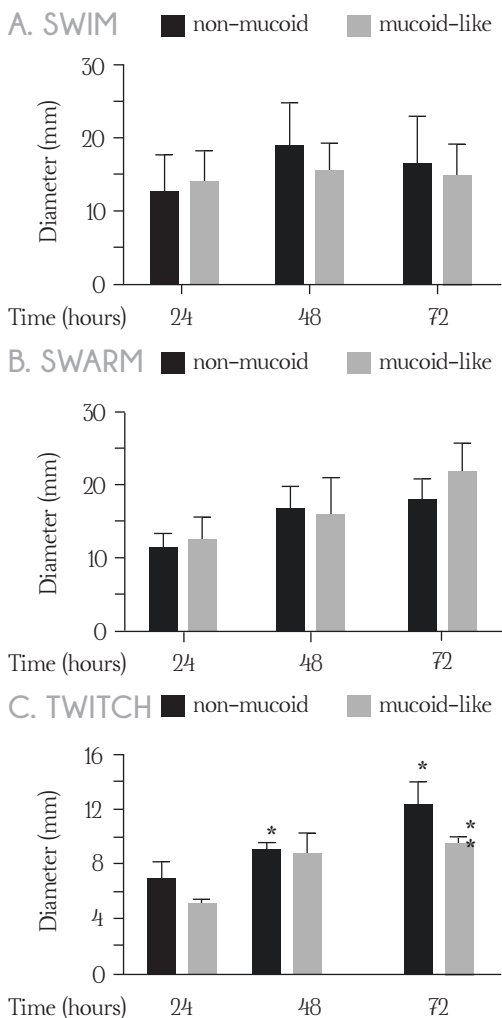 A. SWIM non-mucoid mucoid-like
30
20
10
0
Diameter (mm)
Time (hours) 24 48 72
B. SWARM non-mucoid mucoid-like
30
20
10
0
Diameter (mm)
Time (hours) 24 48 72
C. TWITCH non-mucoid mucoid-like
16
12
8
4
0
Diameter (mm)
*
*
*
*
Time (hours) 24 48 72